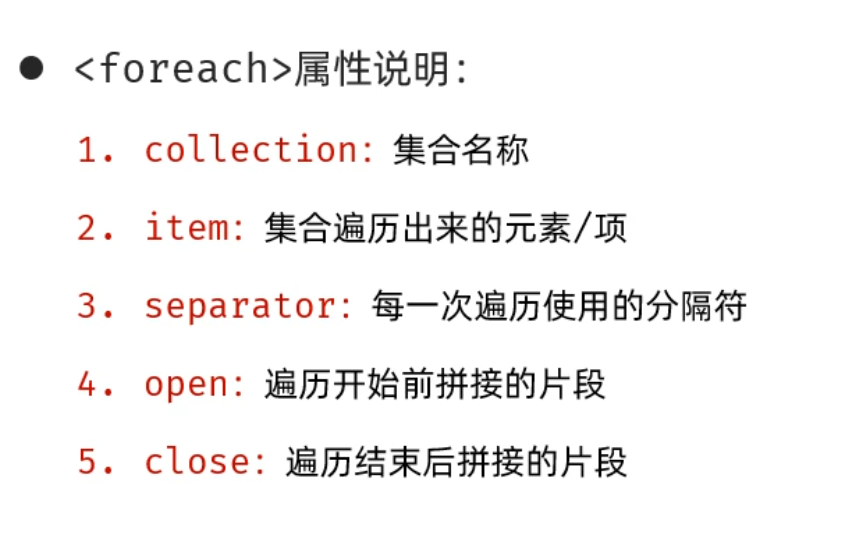 ● <foreach>属性说明：
1. collection：集合名称
2. item：集合遍历出来的元素/项
3. separator：每一次遍历使用的分隔符
4. open：遍历开始前拼接的片段
5. close：遍历结束后拼接的片段